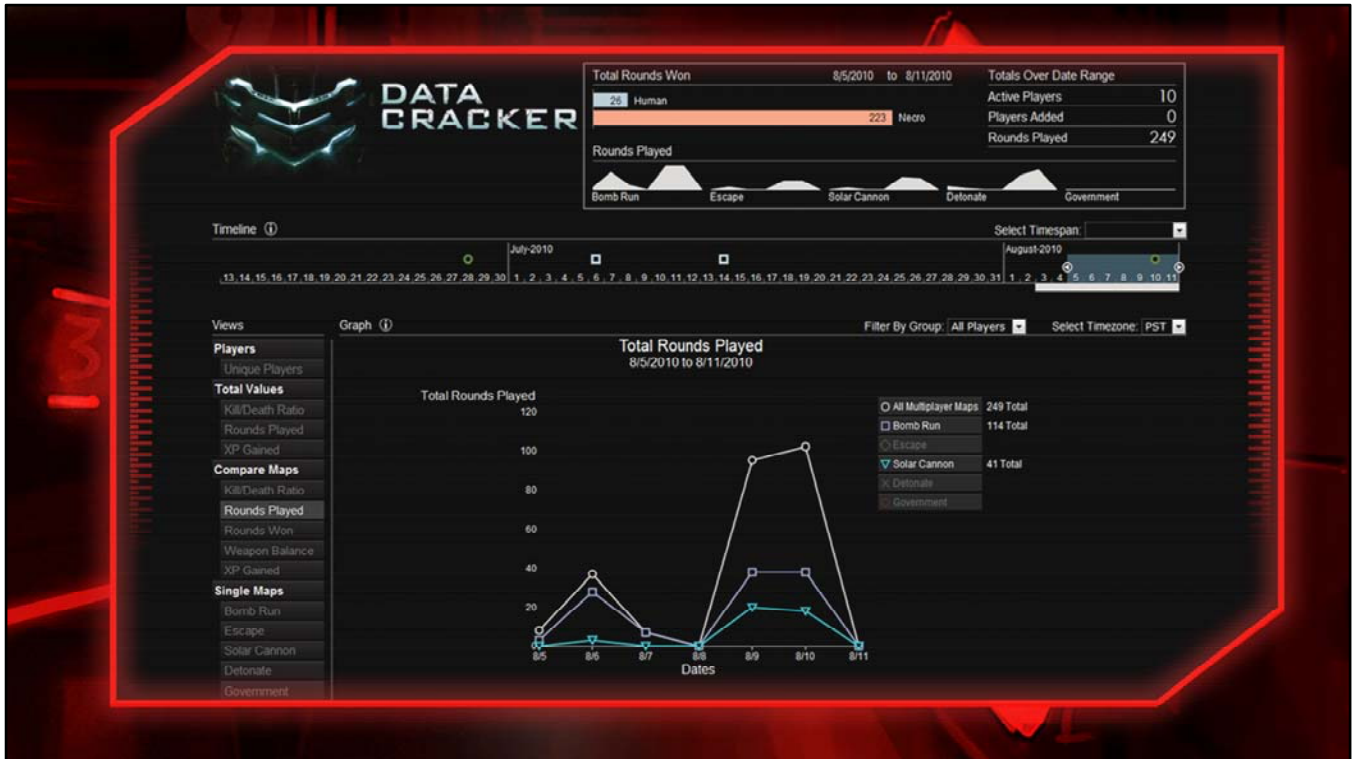 DATA
CRACKER
Total Rounds Won 8/5/2010 to 8/11/2010
26 Human
223 Necro
Rounds Played
Bomb Run Escape Solar Cannon Detonate Government
Totals Over Date Range
Active Players 10
Players Added 0
Rounds Played 249
Timeline i
Select Timespan:
July-2010 August-2010
13 14 15 16 17 18 19 20 21 22 23 24 25 26 27 28 29 30 1 2 3 4 5 6 7 8 9 10 11 12 13 14 15 16 17 18 19 20 21 22 23 24 25 26 27 28 29 30 31 1 2 3 4 5 6 7 8 9 10 11
Views
Players
Unique Players
Total Values
Kill/Death Ratio
Rounds Played
XP Gained
Compare Maps
Kill/Death Ratio
Rounds Played
Rounds Won
Weapon Balance
XP Gained
Single Maps
Bomb Run
Escape
Solar Cannon
Detonate
Government
Graph i
Filter By Group: All Players
Select Timezone: PST
Total Rounds Played
8/5/2010 to 8/11/2010
Total Rounds Played
120
100
80
60
40
20
8/5 8/6 8/7 8/8 8/9 8/10 8/11
Dates
All Multiplayer Maps 249 Total
Bomb Run 114 Total
Escape
Solar Cannon 41 Total
Detonate
Government
3